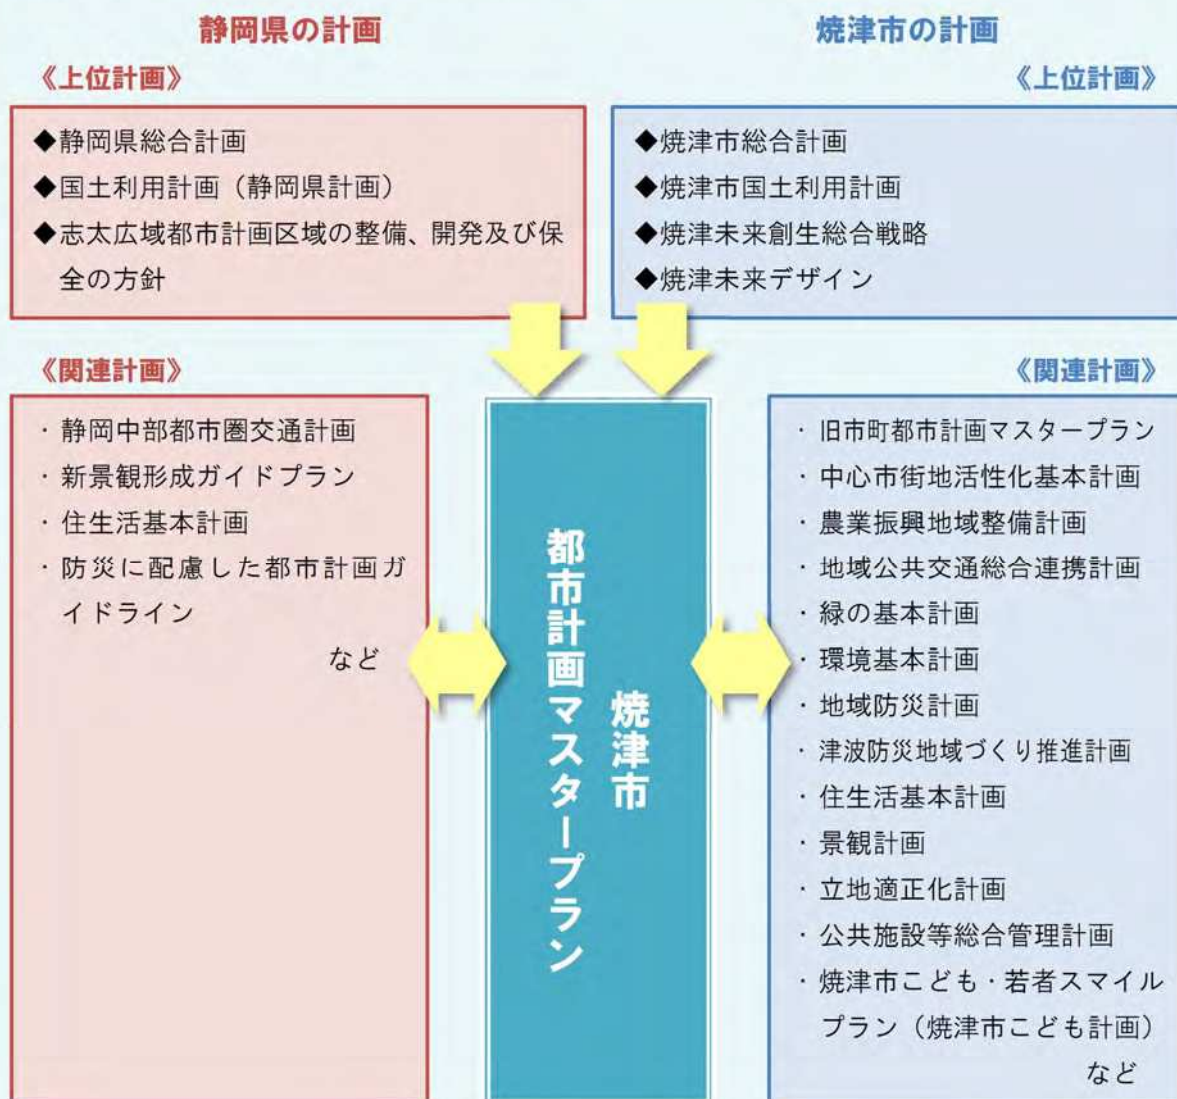 静岡県の計画
《上位計画》
◆静岡県総合計画
◆国土利用計画（静岡県計画）
◆志太広域都市計画区域の整備、開発及び保
全の方針
焼津市の計画
《上位計画》
◆焼津市総合計画
◆焼津市国土利用計画
◆焼津未来創生総合戦略
◆焼津未来デザイン
《関連計画》
・静岡中部都市圏交通計画
・新景観形成ガイドプラン
・住生活基本計画
・防災に配慮した都市計画ガ
イドライン
など
焼津市
都市計画マスタープラン
《関連計画》
・旧市町都市計画マスタープラン
・中心市街地活性化基本計画
・農業振興地域整備計画
・地域公共交通総合連携計画
・緑の基本計画
・環境基本計画
・地域防災計画
・津波防災地域づくり推進計画
・住生活基本計画
・景観計画
・立地適正化計画
・公共施設等総合管理計画
・焼津市こども・若者スマイル
プラン（焼津市こども計画）
など